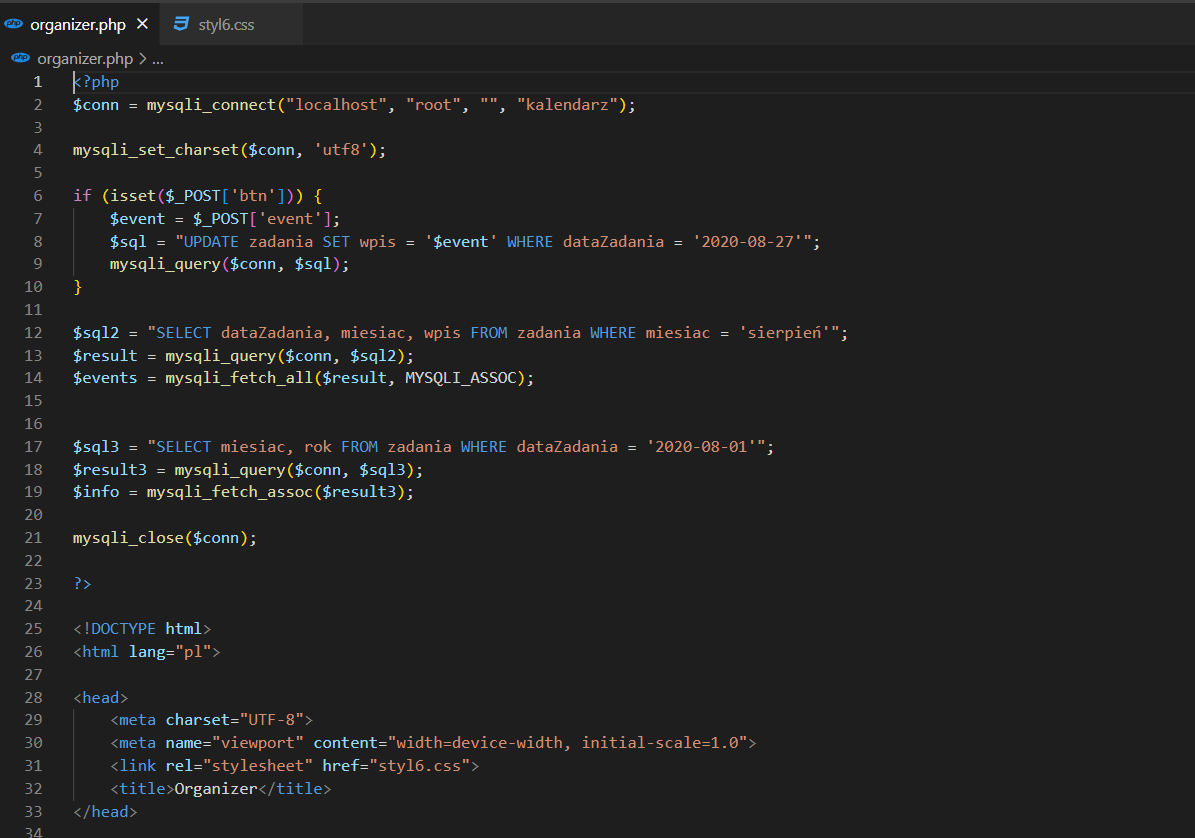 organizer.php
styl6.css
organizer.php > ...
1 <?php
2 $conn = mysqli_connect("localhost", "root", "", "kalendarz");
3
4 mysqli_set_charset($conn, 'utf8');
5
6 if (isset($_POST['btn'])) {
7     $event = $_POST['event'];
8     $sql = "UPDATE zadania SET wpis = '$event' WHERE dataZadania = '2020-08-27'";
9     mysqli_query($conn, $sql);
10 }
11
12 $sql2 = "SELECT dataZadania, miesiac, wpis FROM zadania WHERE miesiac = 'sierpień'";
13 $result = mysqli_query($conn, $sql2);
14 $events = mysqli_fetch_all($result, MYSQLI_ASSOC);
15
16
17 $sql3 = "SELECT miesiac, rok FROM zadania WHERE dataZadania = '2020-08-01'";
18 $result3 = mysqli_query($conn, $sql3);
19 $info = mysqli_fetch_assoc($result3);
20
21 mysqli_close($conn);
22
23 ?>
24
25 <!DOCTYPE html>
26 <html lang="pl">
27
28 <head>
29     <meta charset="UTF-8">
30     <meta name="viewport" content="width=device-width, initial-scale=1.0">
31     <link rel="stylesheet" href="styl6.css">
32     <title>Organizer</title>
33 </head>
34